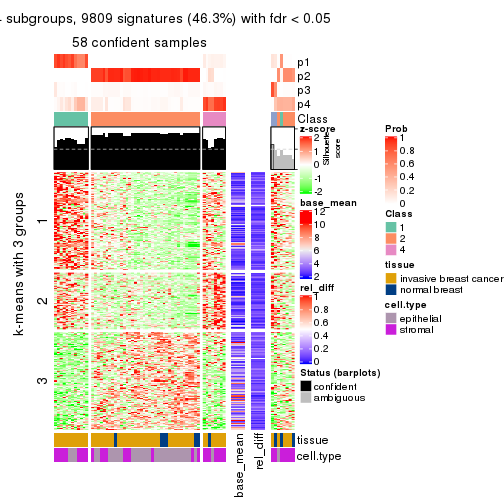 subgroups, 9809 signatures (46.3%) with fdr < 0.05
58 confident samples
p1
p2
p3
p4
Class
Silhouette
score
k-means with 3 groups
1
2
3
z-score
2
1
0
-1
-2
base_mean
12
10
8
6
4
2
rel_diff
1
0.8
0.6
0.4
0.2
0
Status (barplots)
confident
ambiguous
Prob
1
0.8
0.6
0.4
0.2
0
Class
1
2
4
tissue
invasive breast cancer
normal breast
cell.type
epithelial
stromal
tissue
cell.type
base_mean
rel_diff